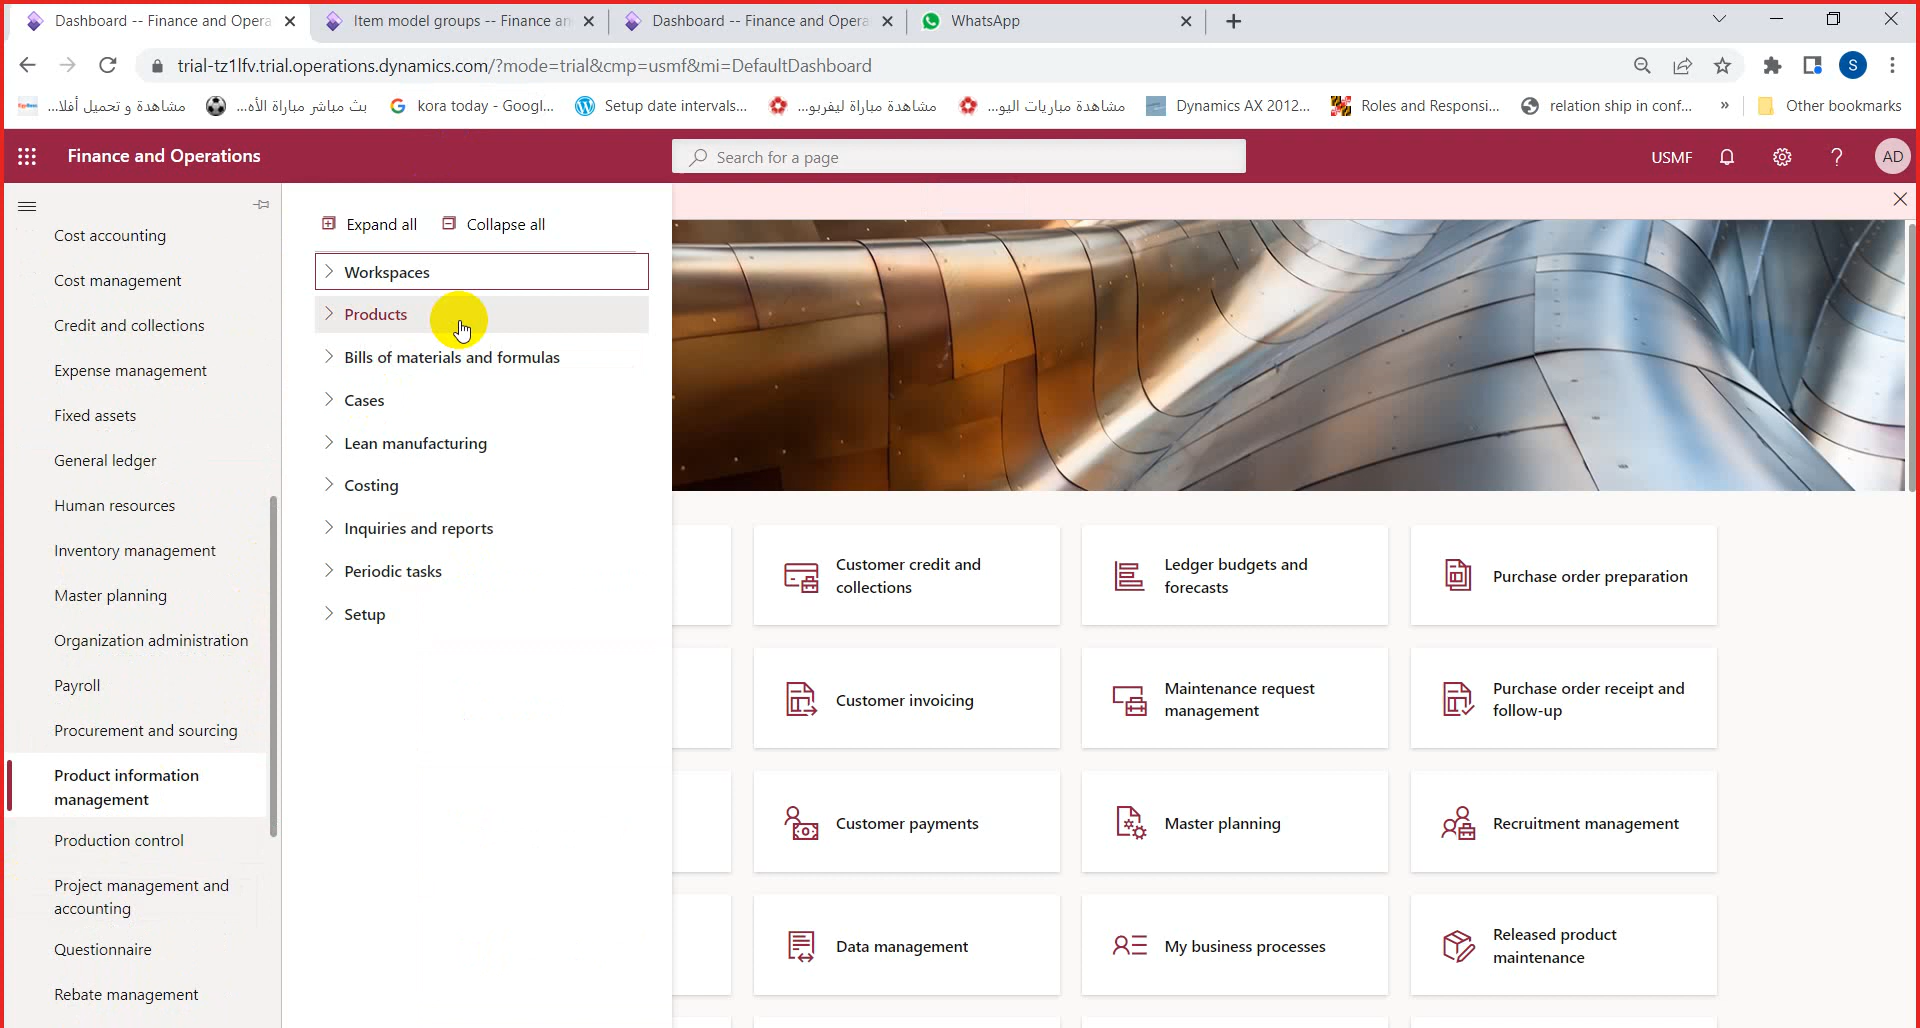 Dashboard -- Finance and Opera
Item model groups -- Finance an
Dashboard -- Finance and Opera
WhatsApp
trial-tz1lfv.trial.operations.dynamics.com/?mode=trial&cmp=usmf&mi=DefaultDashboard
S
مشاهدة و تحميل أفلا...
بث مباشر مباراة الأه...
kora today - Googl...
Setup date intervals...
مشاهدة مباراة ليفربو...
مشاهدة مباريات اليو...
Dynamics AX 2012...
Roles and Responsi...
relation ship in conf...
»
Other bookmarks
Finance and Operations
Search for a page
USMF
?
AD
Cost accounting
Cost management
Credit and collections
Expense management
Fixed assets
General ledger
Human resources
Inventory management
Master planning
Organization administration
Payroll
Procurement and sourcing
Product information
management
Production control
Project management and
accounting
Questionnaire
Rebate management
Expand all
Collapse all
Workspaces
Products
Bills of materials and formulas
Cases
Lean manufacturing
Costing
Inquiries and reports
Periodic tasks
Setup
Customer credit and
collections
Ledger budgets and
forecasts
Purchase order preparation
Customer invoicing
Maintenance request
management
Purchase order receipt and
follow-up
Customer payments
Master planning
Recruitment management
Data management
My business processes
Released product
maintenance